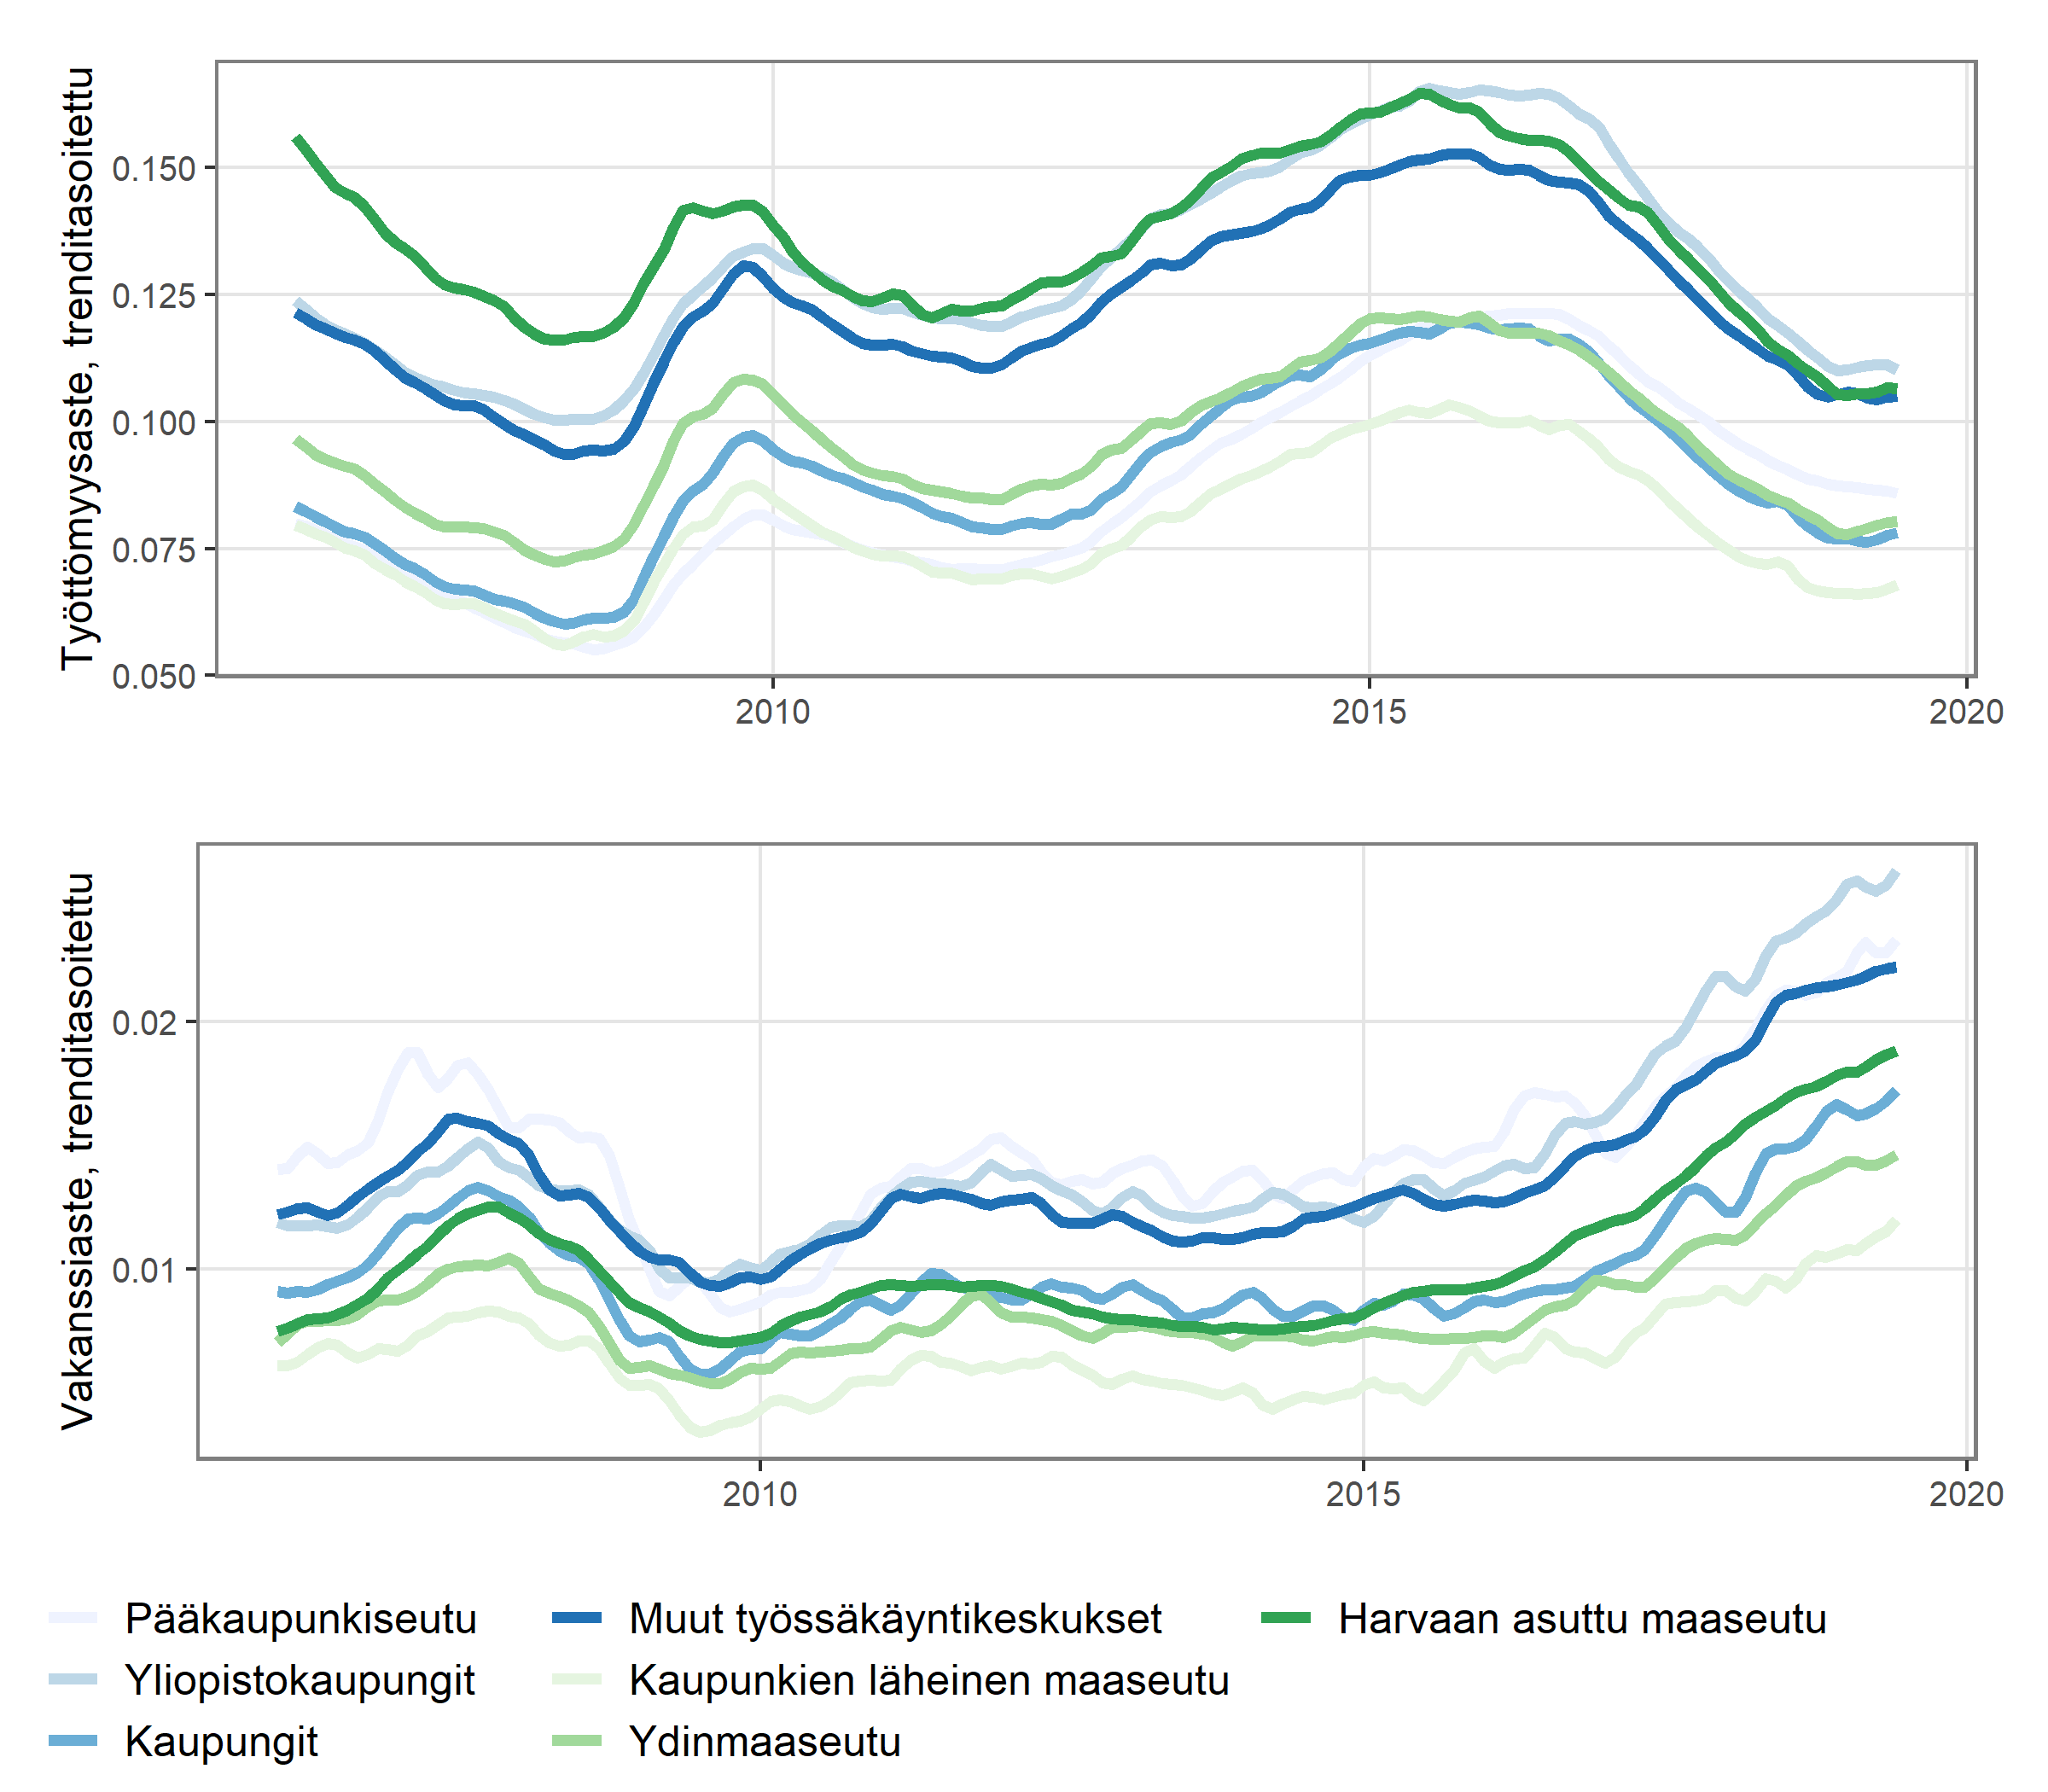 Työttömyysaste, trenditasoitettu
0.150
0.125
0.100
0.075
0.050
2010 2015 2020
Vakanssiaste, trenditasoitettu
0.02
0.01
2010 2015 2020
Pääkaupunkiseutu Muut työssäkäyntikeskukset Harvaan asuttu maaseutu
Yliopistokaupungit Kaupunkien läheinen maaseutu
Kaupungit Ydinmaaseutu